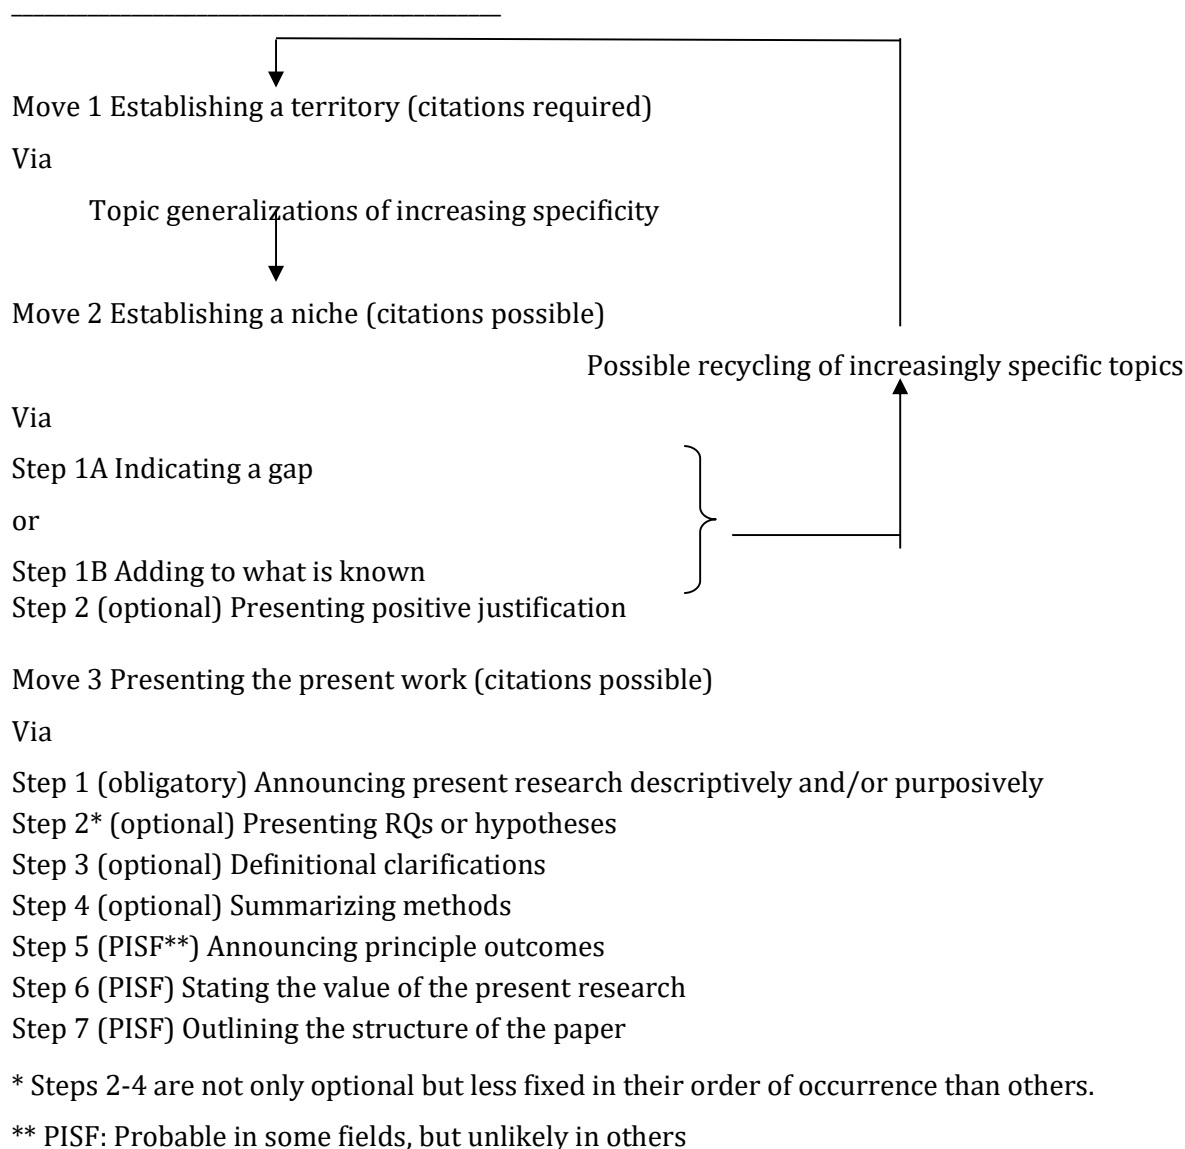 Move 1 Establishing a territory (citations required)
Via
Topic generalizations of increasing specificity
Move 2 Establishing a niche (citations possible)
Possible recycling of increasingly specific topics
Via
Step 1A Indicating a gap
or
Step 1B Adding to what is known
Step 2 (optional) Presenting positive justification
Move 3 Presenting the present work (citations possible)
Via
Step 1 (obligatory) Announcing present research descriptively and/or purposively
Step 2* (optional) Presenting RQs or hypotheses
Step 3 (optional) Definitional clarifications
Step 4 (optional) Summarizing methods
Step 5 (PISF**) Announcing principle outcomes
Step 6 (PISF) Stating the value of the present research
Step 7 (PISF) Outlining the structure of the paper
* Steps 2-4 are not only optional but less fixed in their order of occurrence than others.
** PISF: Probable in some fields, but unlikely in others